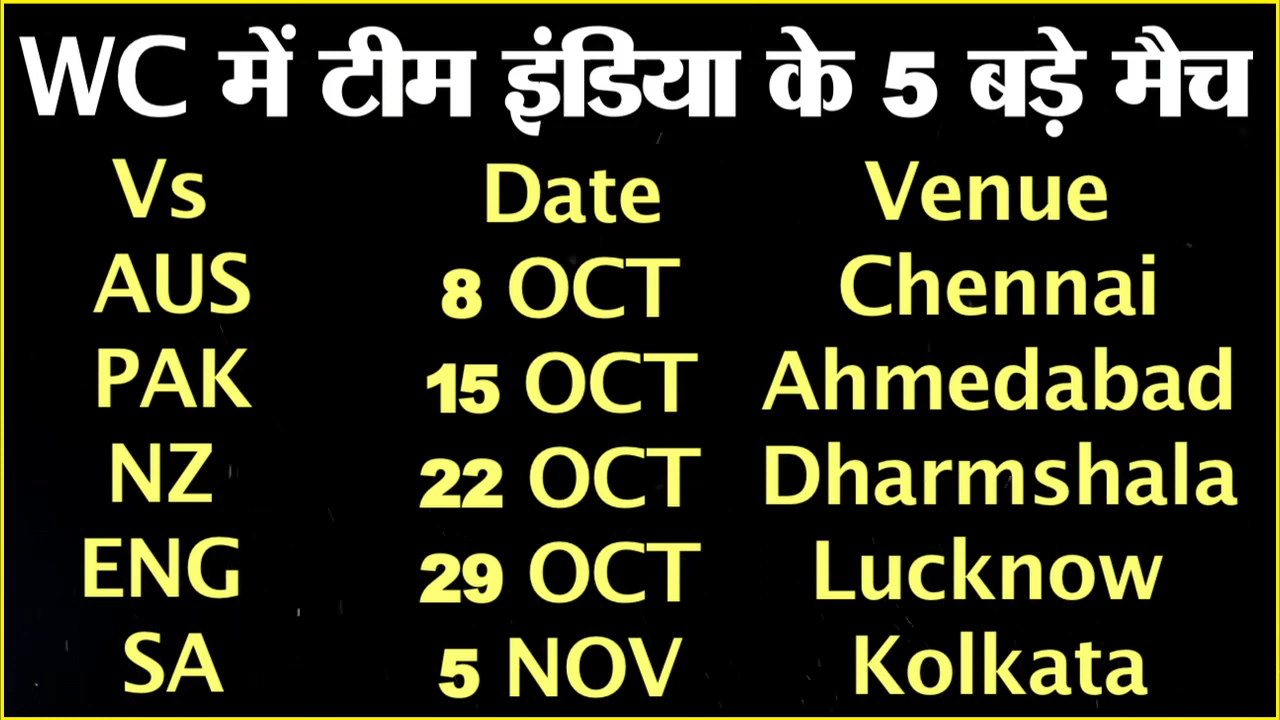 WC में टीम इंडिया के 5 बड़े मैच
Vs Date Venue
AUS 8 OCT Chennai
PAK 15 OCT Ahmedabad
NZ 22 OCT Dharmshala
ENG 29 OCT Lucknow
SA 5 NOV Kolkata